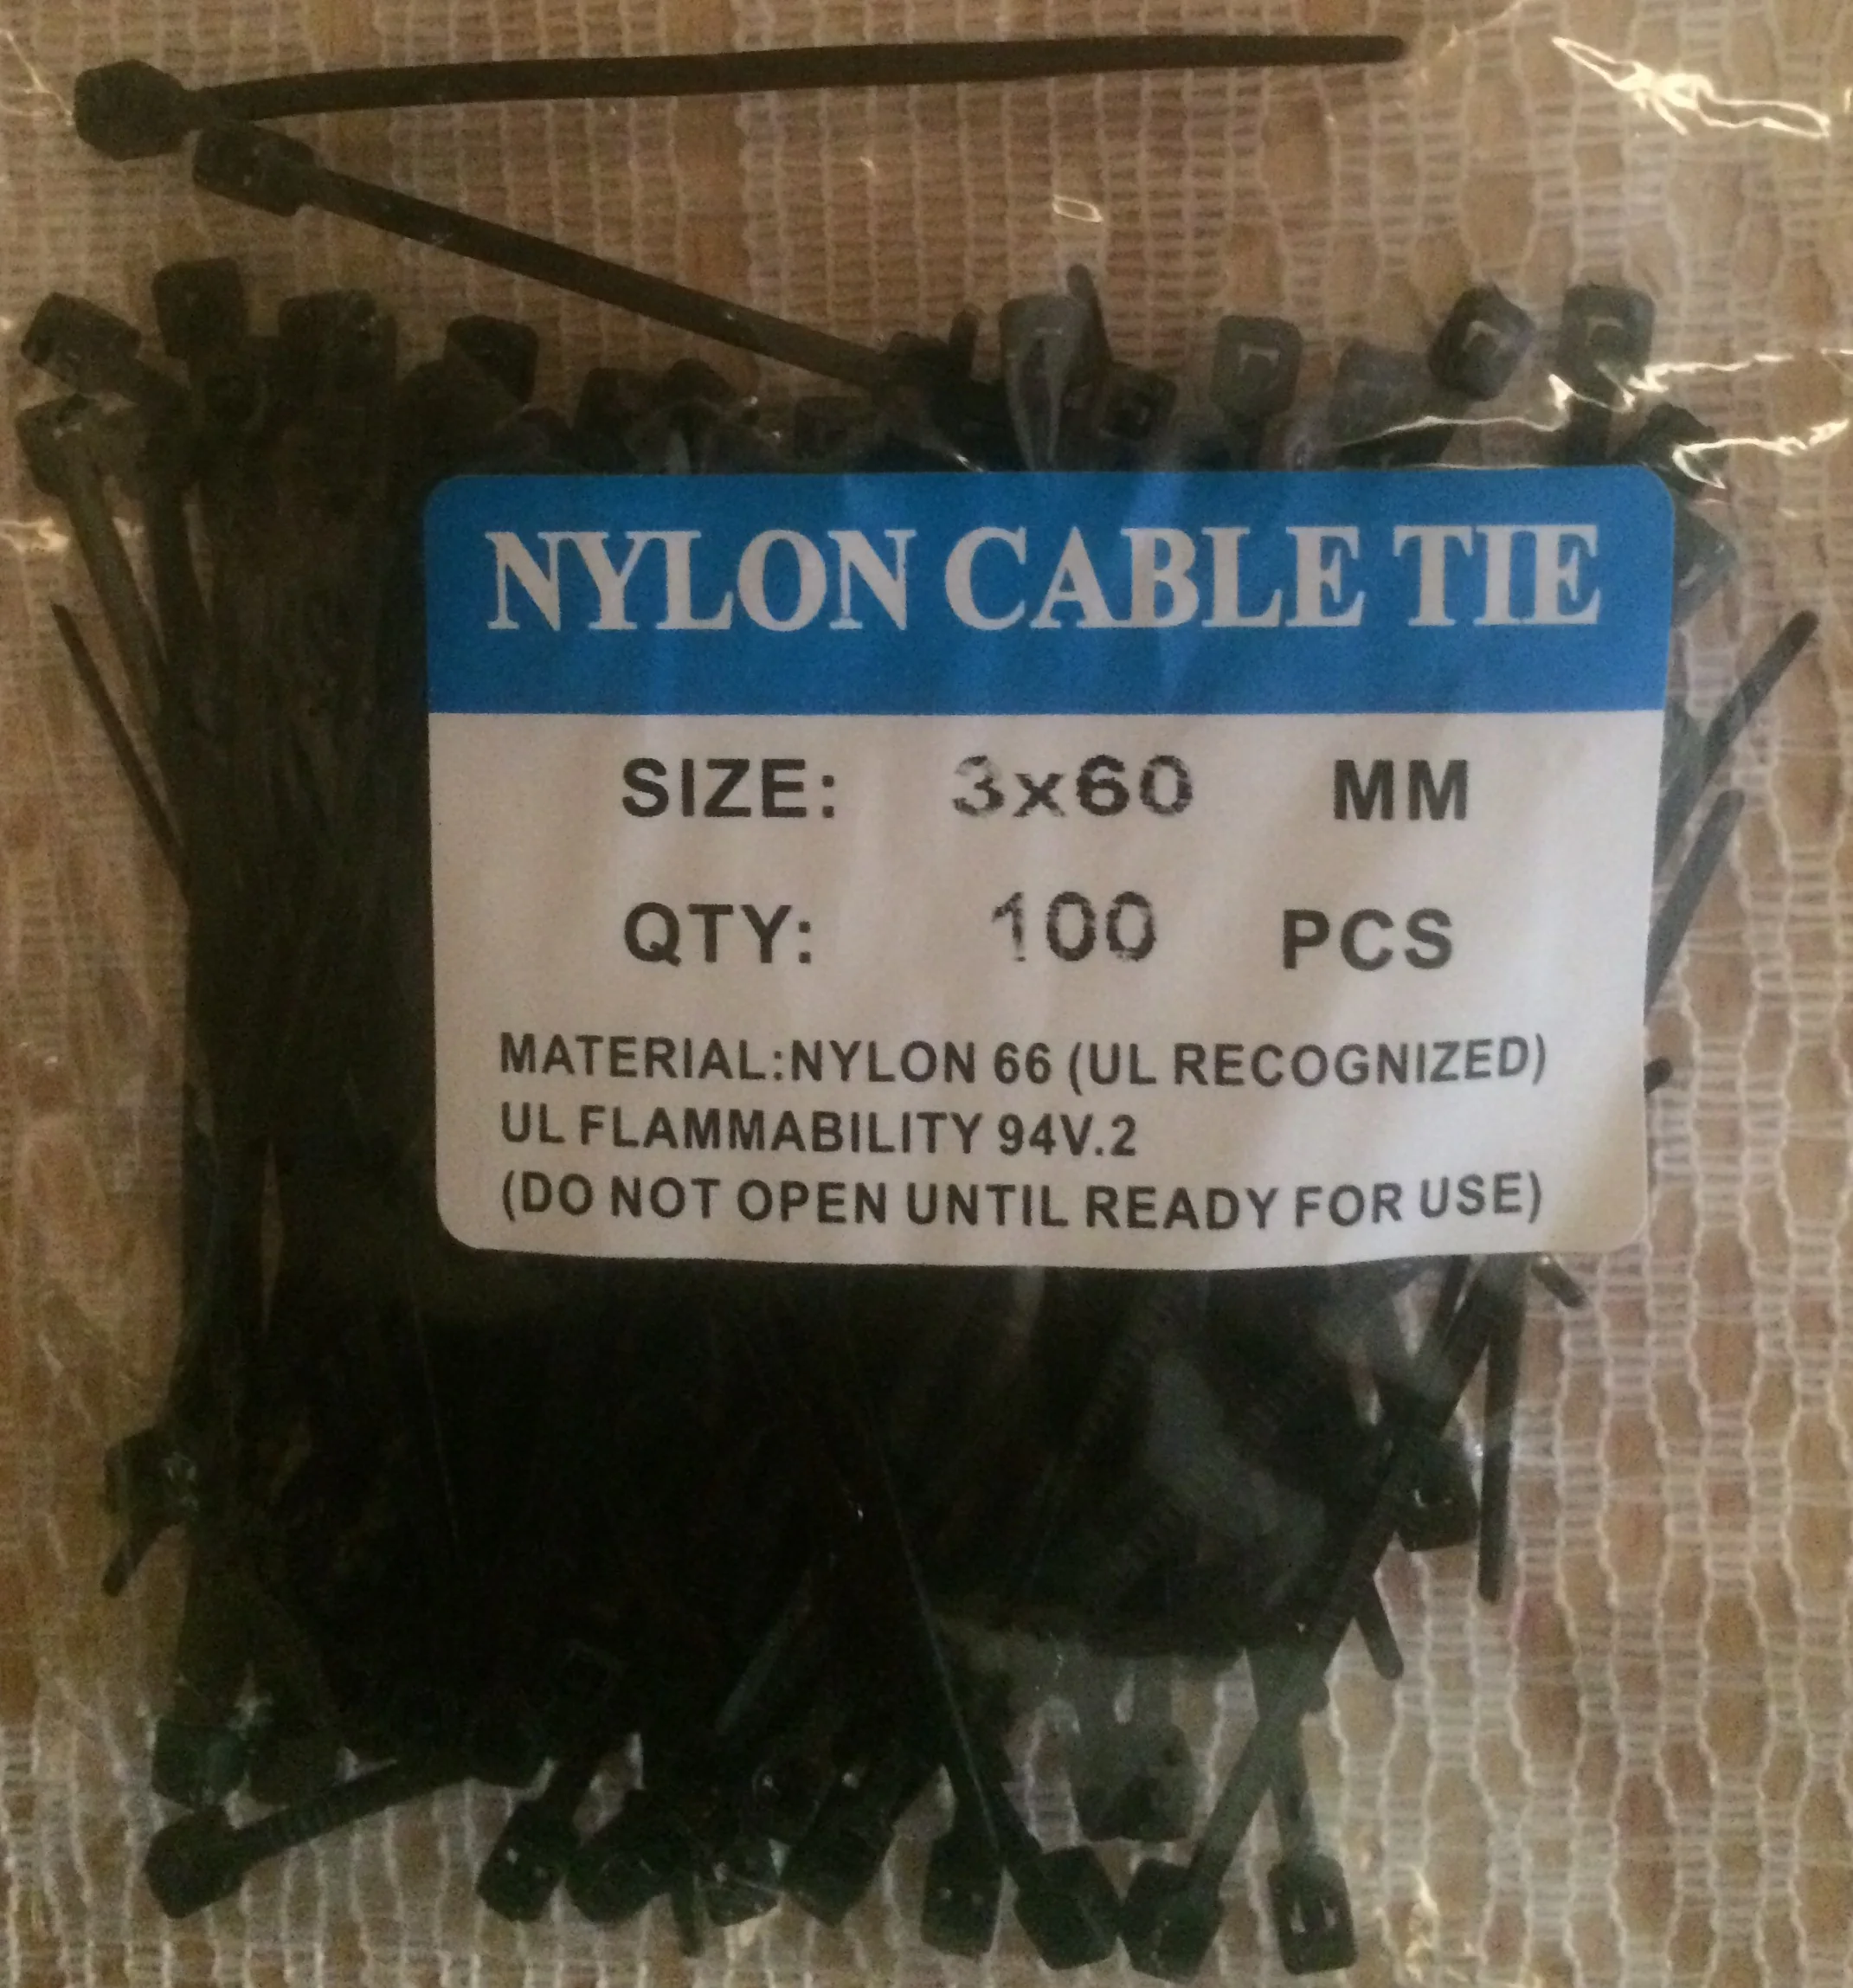 NYLON CABLE TIE
SIZE: 3x60 MM
QTY: 100 PCS
MATERIAL:NYLON 66 (UL RECOGNIZED)
UL FLAMMABILITY 94V.2
(DO NOT OPEN UNTIL READY FOR USE)